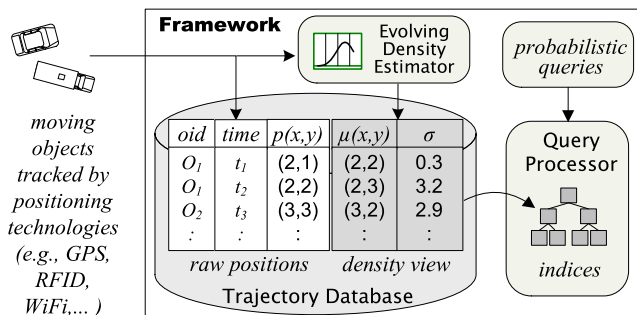 Framework
Evolving
Density
Estimator
probabilistic
queries
moving
objects
tracked by
positioning
technologies
(e.g., GPS,
RFID,
WiFi,... )
oid time p(x,y) μ(x,y) σ
O1 t1 (2,1) (2,2) 0.3
O1 t2 (2,2) (2,3) 3.2
O2 t3 (3,3) (3,2) 2.9
: : : : :
raw positions density view
Trajectory Database
Query
Processor
indices